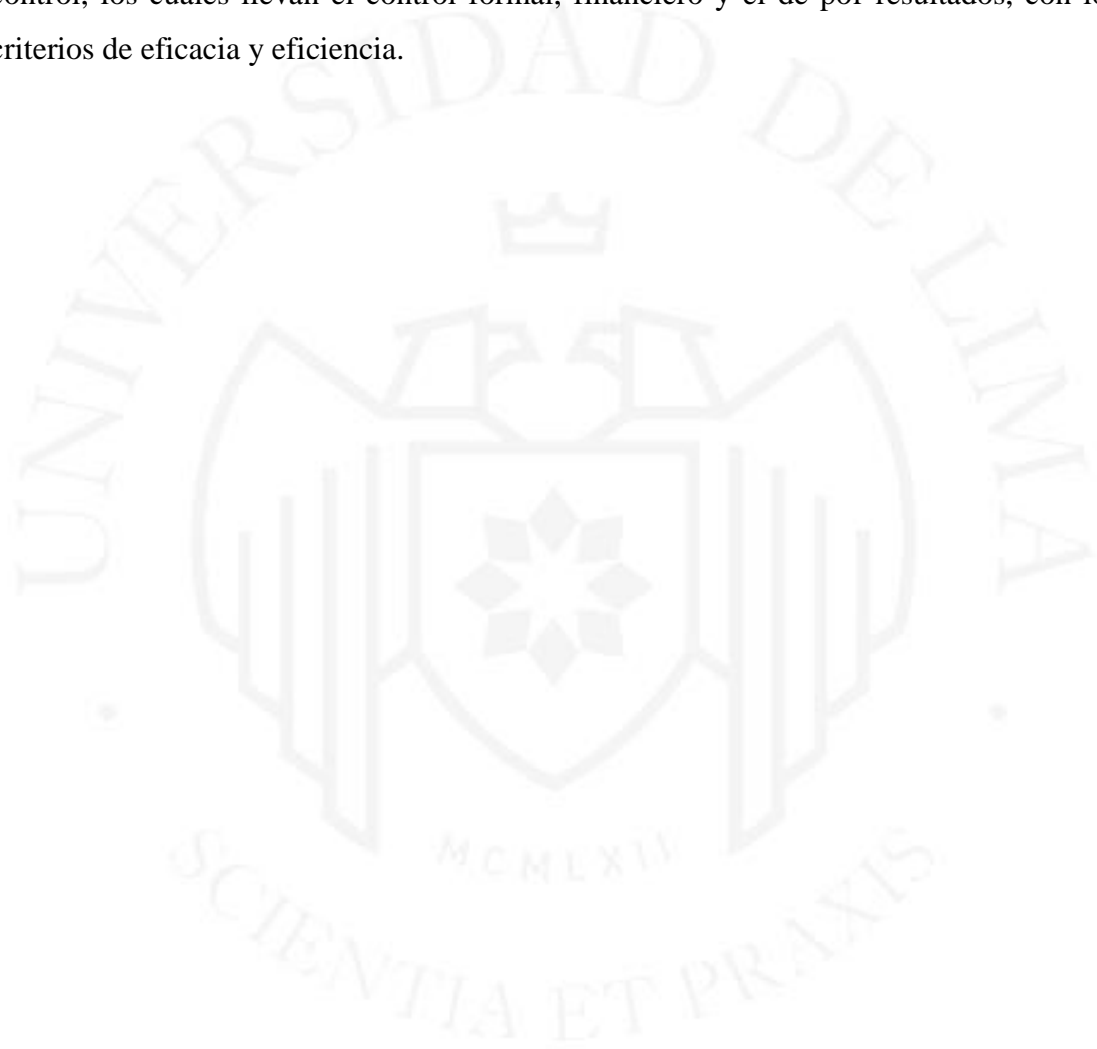 control, los cuales llevan el control formal, financiero y el de por resultados, con
criterios de eficacia y eficiencia.
UNIVERSIDAD DE LIMA
MCMLXII
SCIENTIA ET PRAXIS